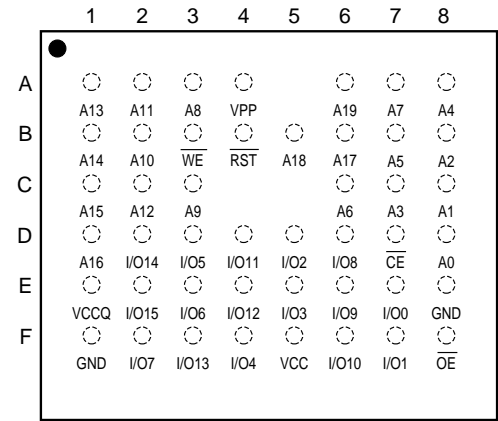 1 2 3 4 5 6 7 8
A
A13 A11 A8 VPP A19 A7 A4
B
A14 A10 WE RST A18 A17 A5 A2
C
A15 A12 A9 A6 A3 A1
D
A16 I/O14 I/O5 I/O11 I/O2 I/O8 CE A0
E
VCCQ I/O15 I/O6 I/O12 I/O3 I/O9 I/O0 GND
F
GND I/O7 I/O13 I/O4 VCC I/O10 I/O1 OE